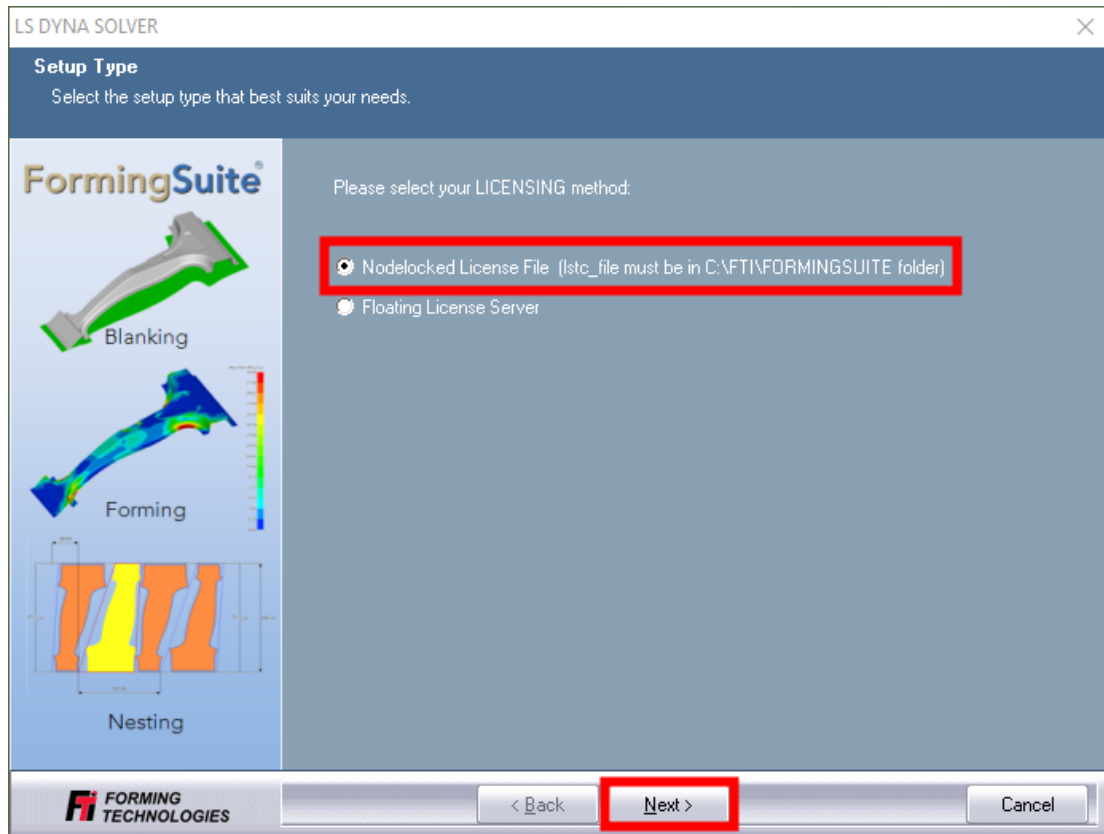 LS DYNA SOLVER
Setup Type
Select the setup type that best suits your needs.
FormingSuite®
Please select your LICENSING method:
Nodelocked License File (lstc_file must be in C:\FTI\FORMINGSUITE folder)
Floating License Server
Blanking
Forming
Nesting
FTi FORMING
TECHNOLOGIES
< Back
Next >
Cancel